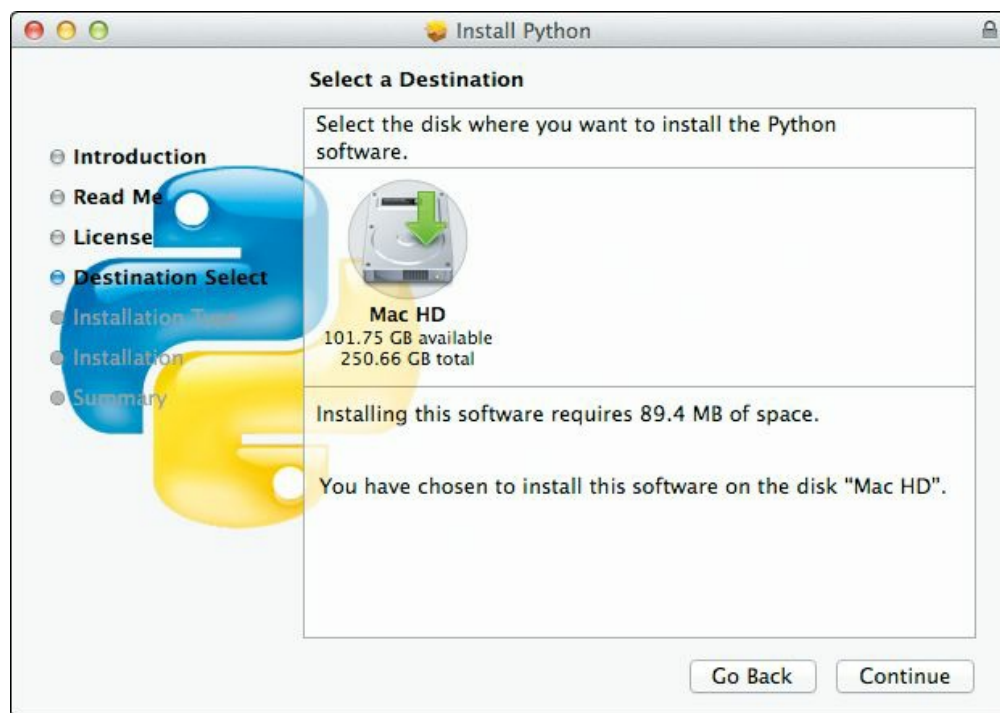 Install Python
Select a Destination
Introduction
Read Me
License
Destination Select
Installation Type
Installation
Summary
Select the disk where you want to install the Python
software.
Mac HD
101.75 GB available
250.66 GB total
Installing this software requires 89.4 MB of space.
You have chosen to install this software on the disk “Mac HD”.
Go Back
Continue